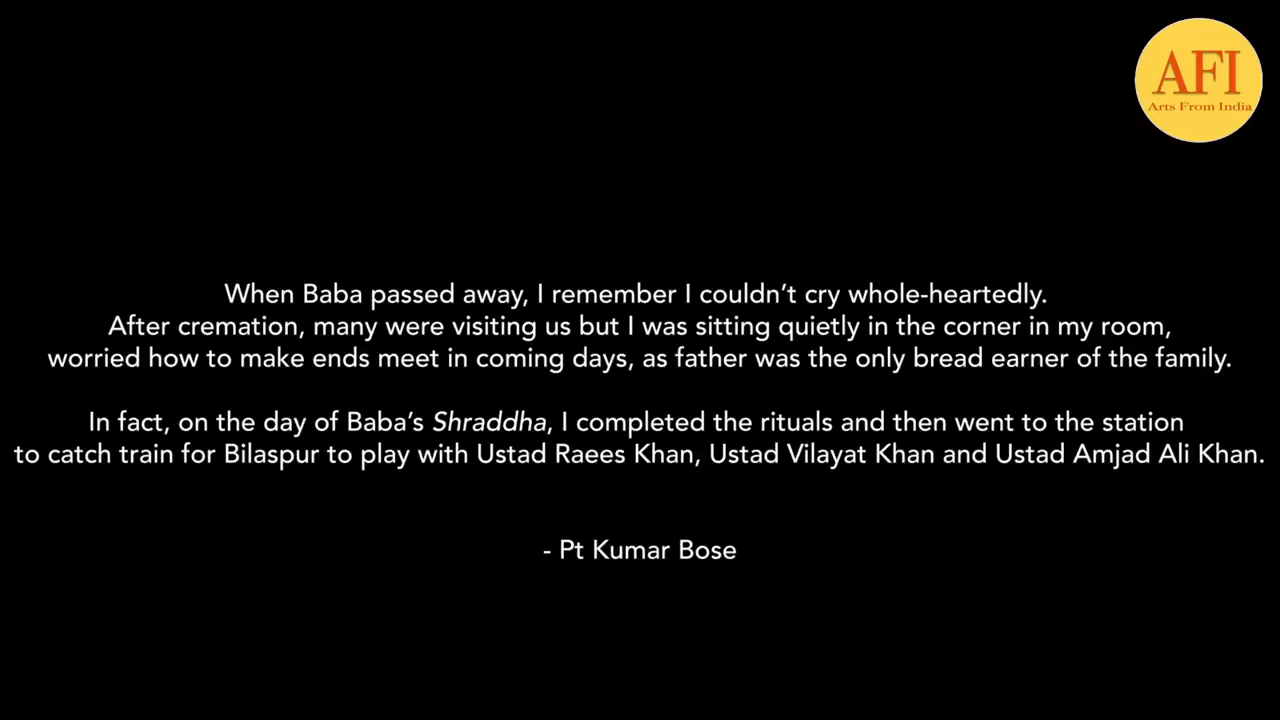 AFI
Arts From India
When Baba passed away, I remember I couldn’t cry whole-heartedly.
After cremation, many were visiting us but I was sitting quietly in the corner in my room,
worried how to make ends meet in coming days, as father was the only bread earner of the family.
In fact, on the day of Baba’s Shraddha, I completed the rituals and then went to the station
to catch train for Bilaspur to play with Ustad Raees Khan, Ustad Vilayat Khan and Ustad Amjad Ali Khan.
- Pt Kumar Bose